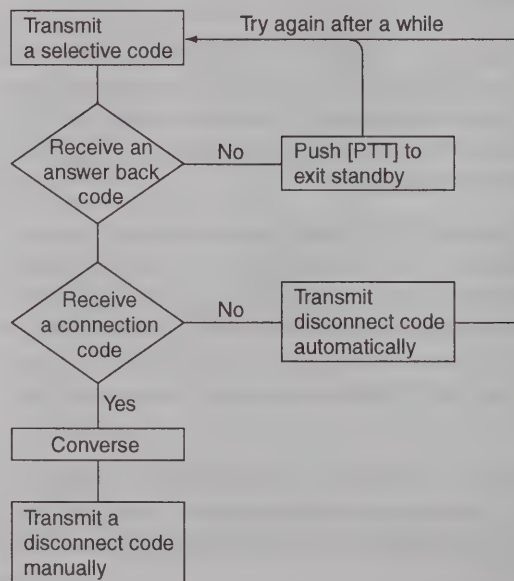 Transmit
a selective code
Try again after a while
Receive an
answer back
code
No
Push [PTT] to
exit standby
Receive
a connection
code
No
Transmit
disconnect code
automatically
Yes
Converse
Transmit a
disconnect code
manually